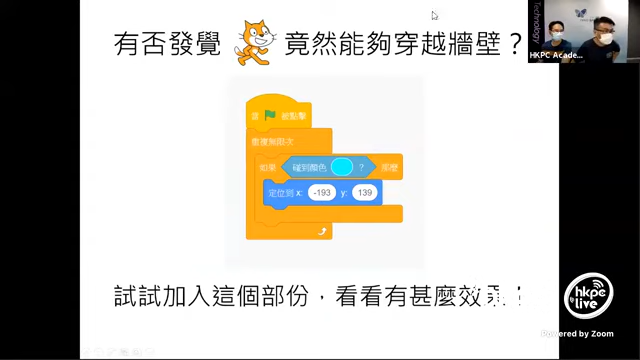 有否發覺 竟然能夠穿越牆壁？
Technology
HKPC Acade...
當 被點擊
重複無限次
如果 碰到顏色 ? 那麼
定位到 x: -193 y: 139
試試加入這個部份，看看有甚麼效果！
hkpc
live
Powered by Zoom